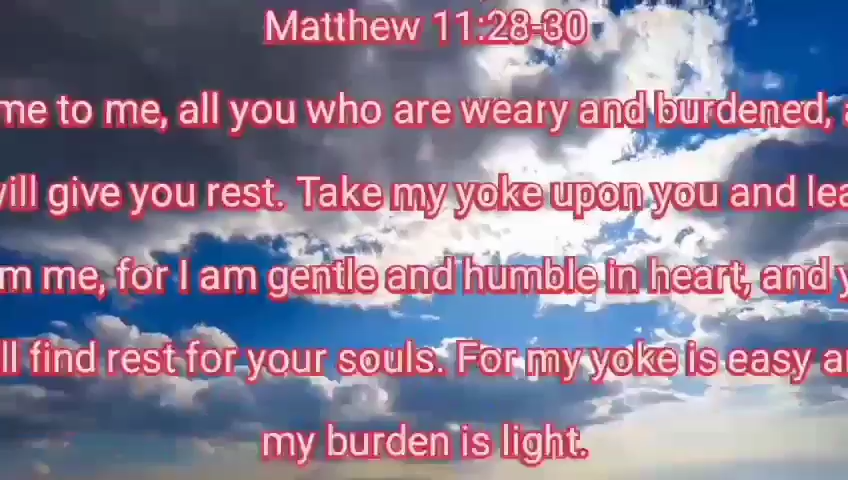 Matthew 11:28-30
me to me, all you who are weary and burdened, a
will give you rest. Take my yoke upon you and lea
m me, for I am gentle and humble in heart, and y
ll find rest for your souls. For my yoke is easy an
my burden is light.